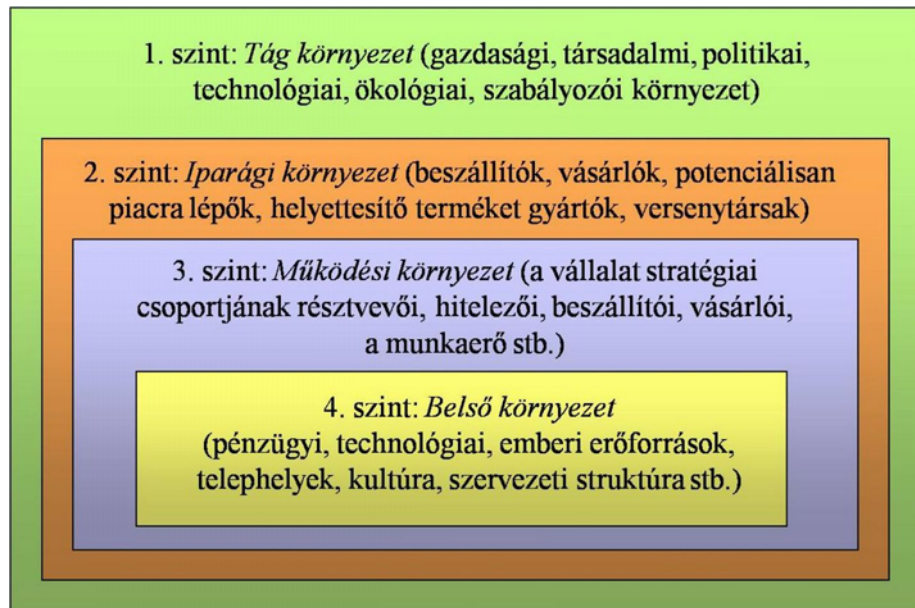 1. szint: Tág környezet (gazdasági, társadalmi, politikai,
technológiai, ökológiai, szabályozói környezet)
2. szint: Iparági környezet (beszállítók, vásárlók, potenciálisan
piacra lépők, helyettesítő terméket gyártók, versenytársak)
3. szint: Működési környezet (a vállalat stratégiai
csoportjának résztvevői, hitelezői, beszállítói, vásárlói,
a munkaerő stb.)
4. szint: Belső környezet
(pénzügyi, technológiai, emberi erőforrások,
telephelyek, kultúra, szervezeti struktúra stb.)